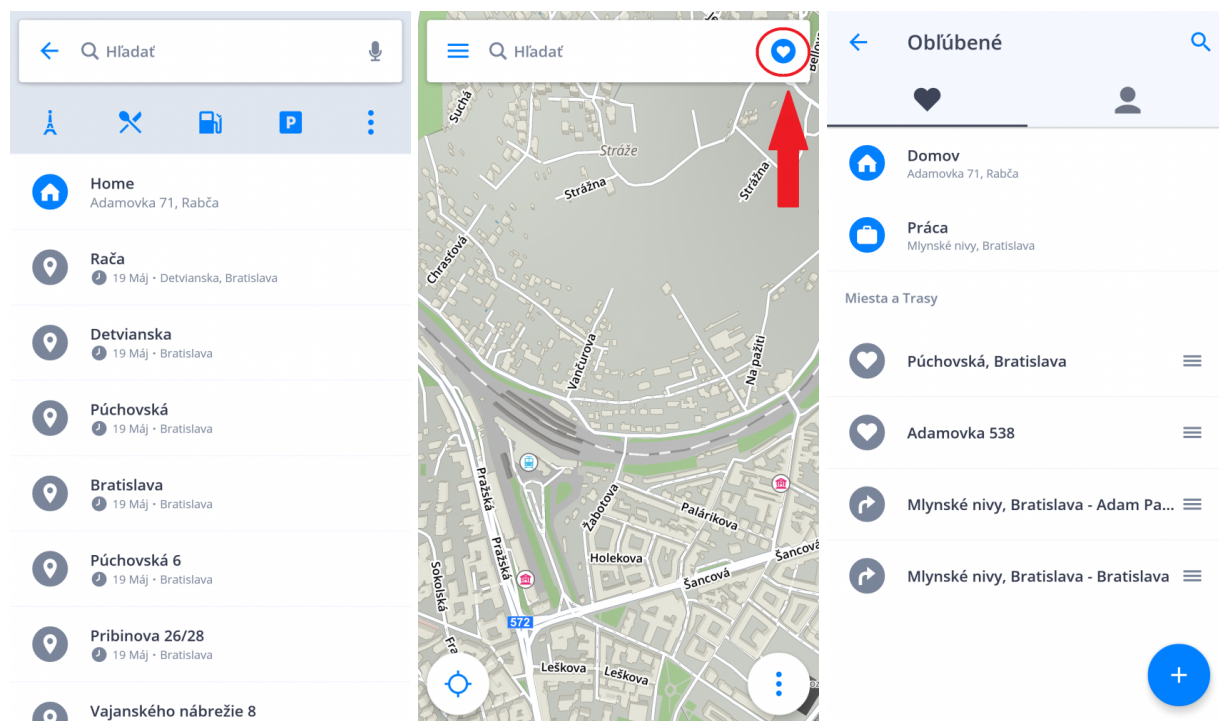 Hľadať
P
Home
Adamovka 71, Rabča
Rača
19 Máj • Detvianska, Bratislava
Detvianska
19 Máj • Bratislava
Púchovská
19 Máj • Bratislava
Bratislava
19 Máj • Bratislava
Púchovská 6
19 Máj • Bratislava
Pribinova 26/28
19 Máj • Bratislava
Vajanského nábrežie 8
Hľadať
Suchá
Stráže
Strážna
Strážna
Chrasťová
Vančurova
Na pažití
Pražská
Žabotova
Palárikova
Pražská
Holekova
Šancová
Šancová
Sokolská
572
Leškova
Leškova
Obľúbené
Domov
Adamovka 71, Rabča
Práca
Mlynské nivy, Bratislava
Miesta a Trasy
Púchovská, Bratislava
Adamovka 538
Mlynské nivy, Bratislava - Adam Pa...
Mlynské nivy, Bratislava - Bratislava
+